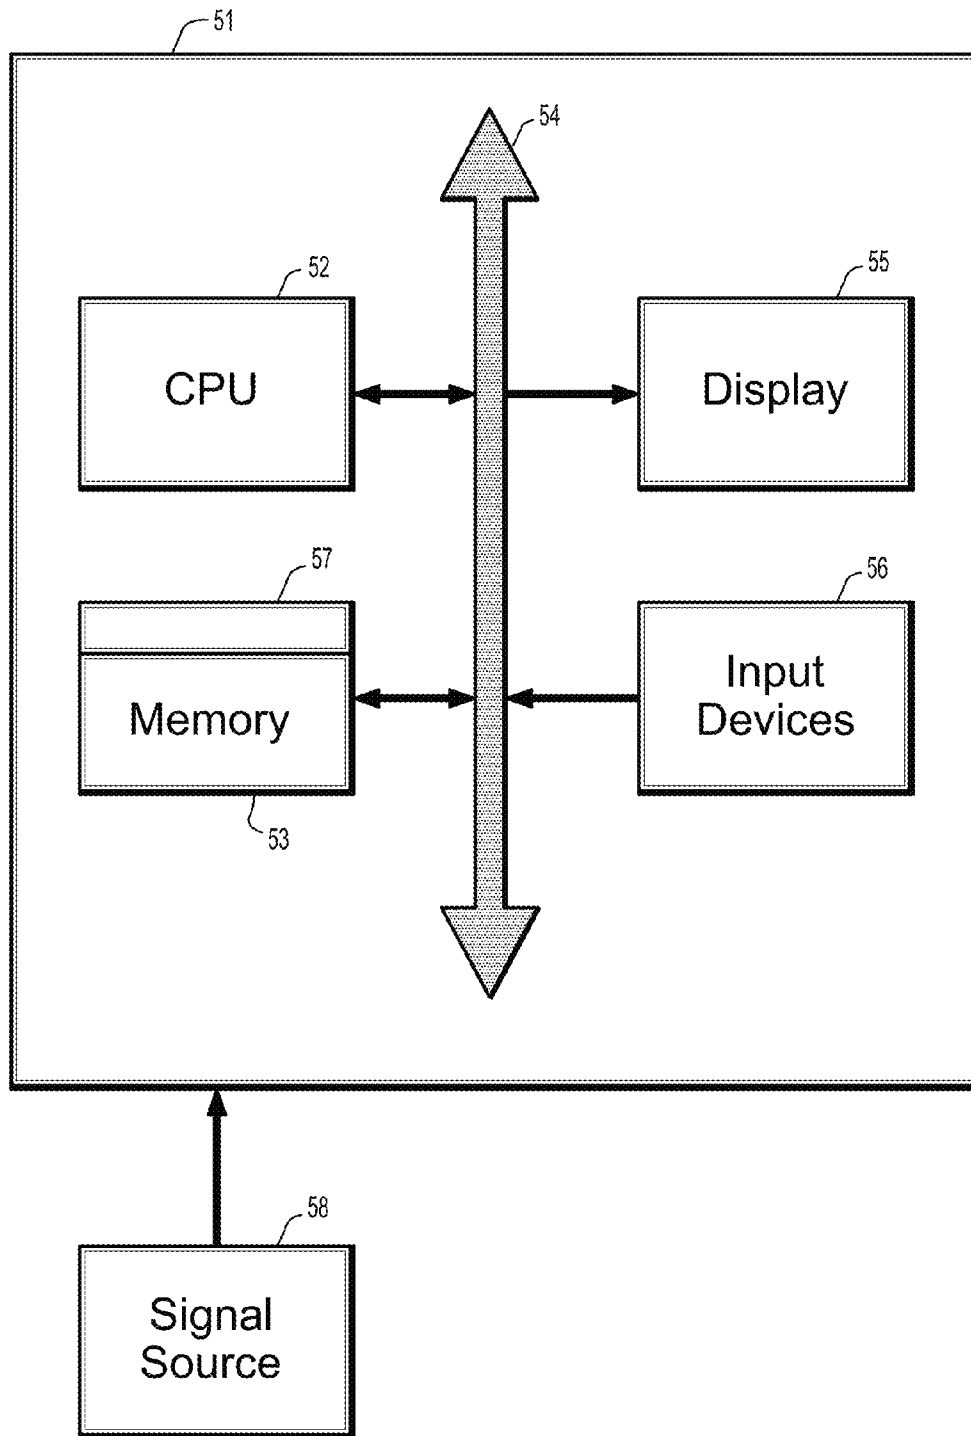 51
54
52
CPU
55
Display
57
Memory
53
56
Input
Devices
58
Signal
Source